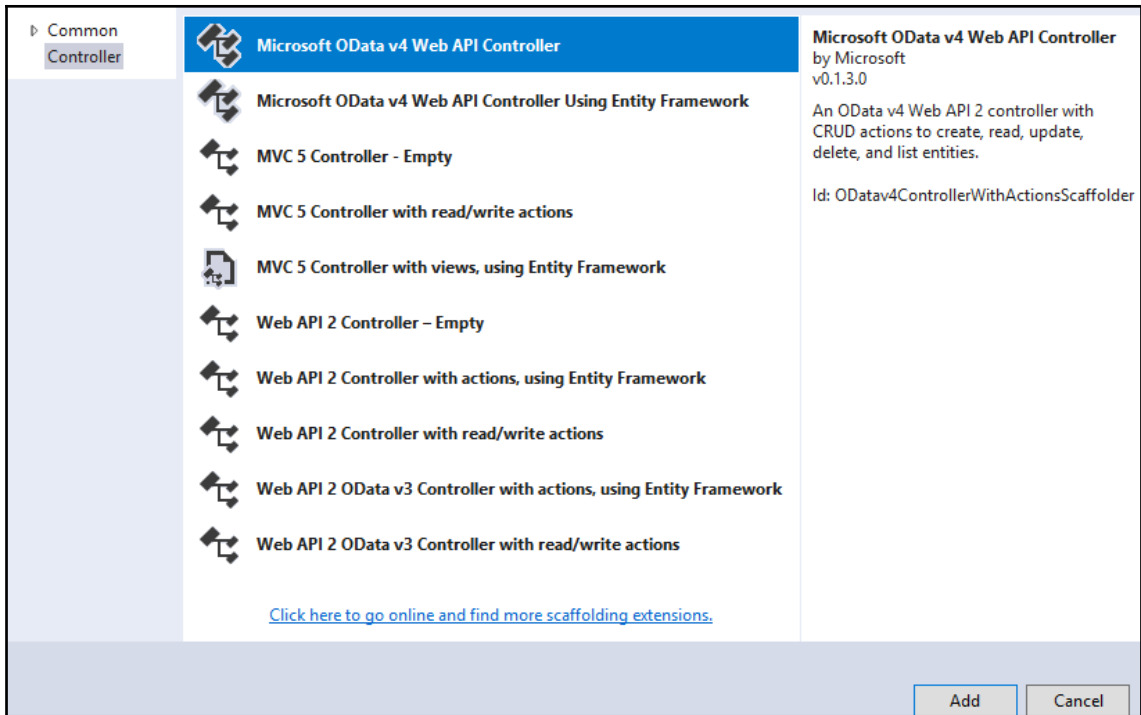 Common
Controller
Microsoft OData v4 Web API Controller
Microsoft OData v4 Web API Controller Using Entity Framework
MVC 5 Controller - Empty
MVC 5 Controller with read/write actions
MVC 5 Controller with views, using Entity Framework
Web API 2 Controller – Empty
Web API 2 Controller with actions, using Entity Framework
Web API 2 Controller with read/write actions
Web API 2 OData v3 Controller with actions, using Entity Framework
Web API 2 OData v3 Controller with read/write actions
Click here to go online and find more scaffolding extensions.
Microsoft OData v4 Web API Controller
by Microsoft
v0.1.3.0
An OData v4 Web API 2 controller with
CRUD actions to create, read, update,
delete, and list entities.
Id: ODatav4ControllerWithActionsScaffolder
Add
Cancel